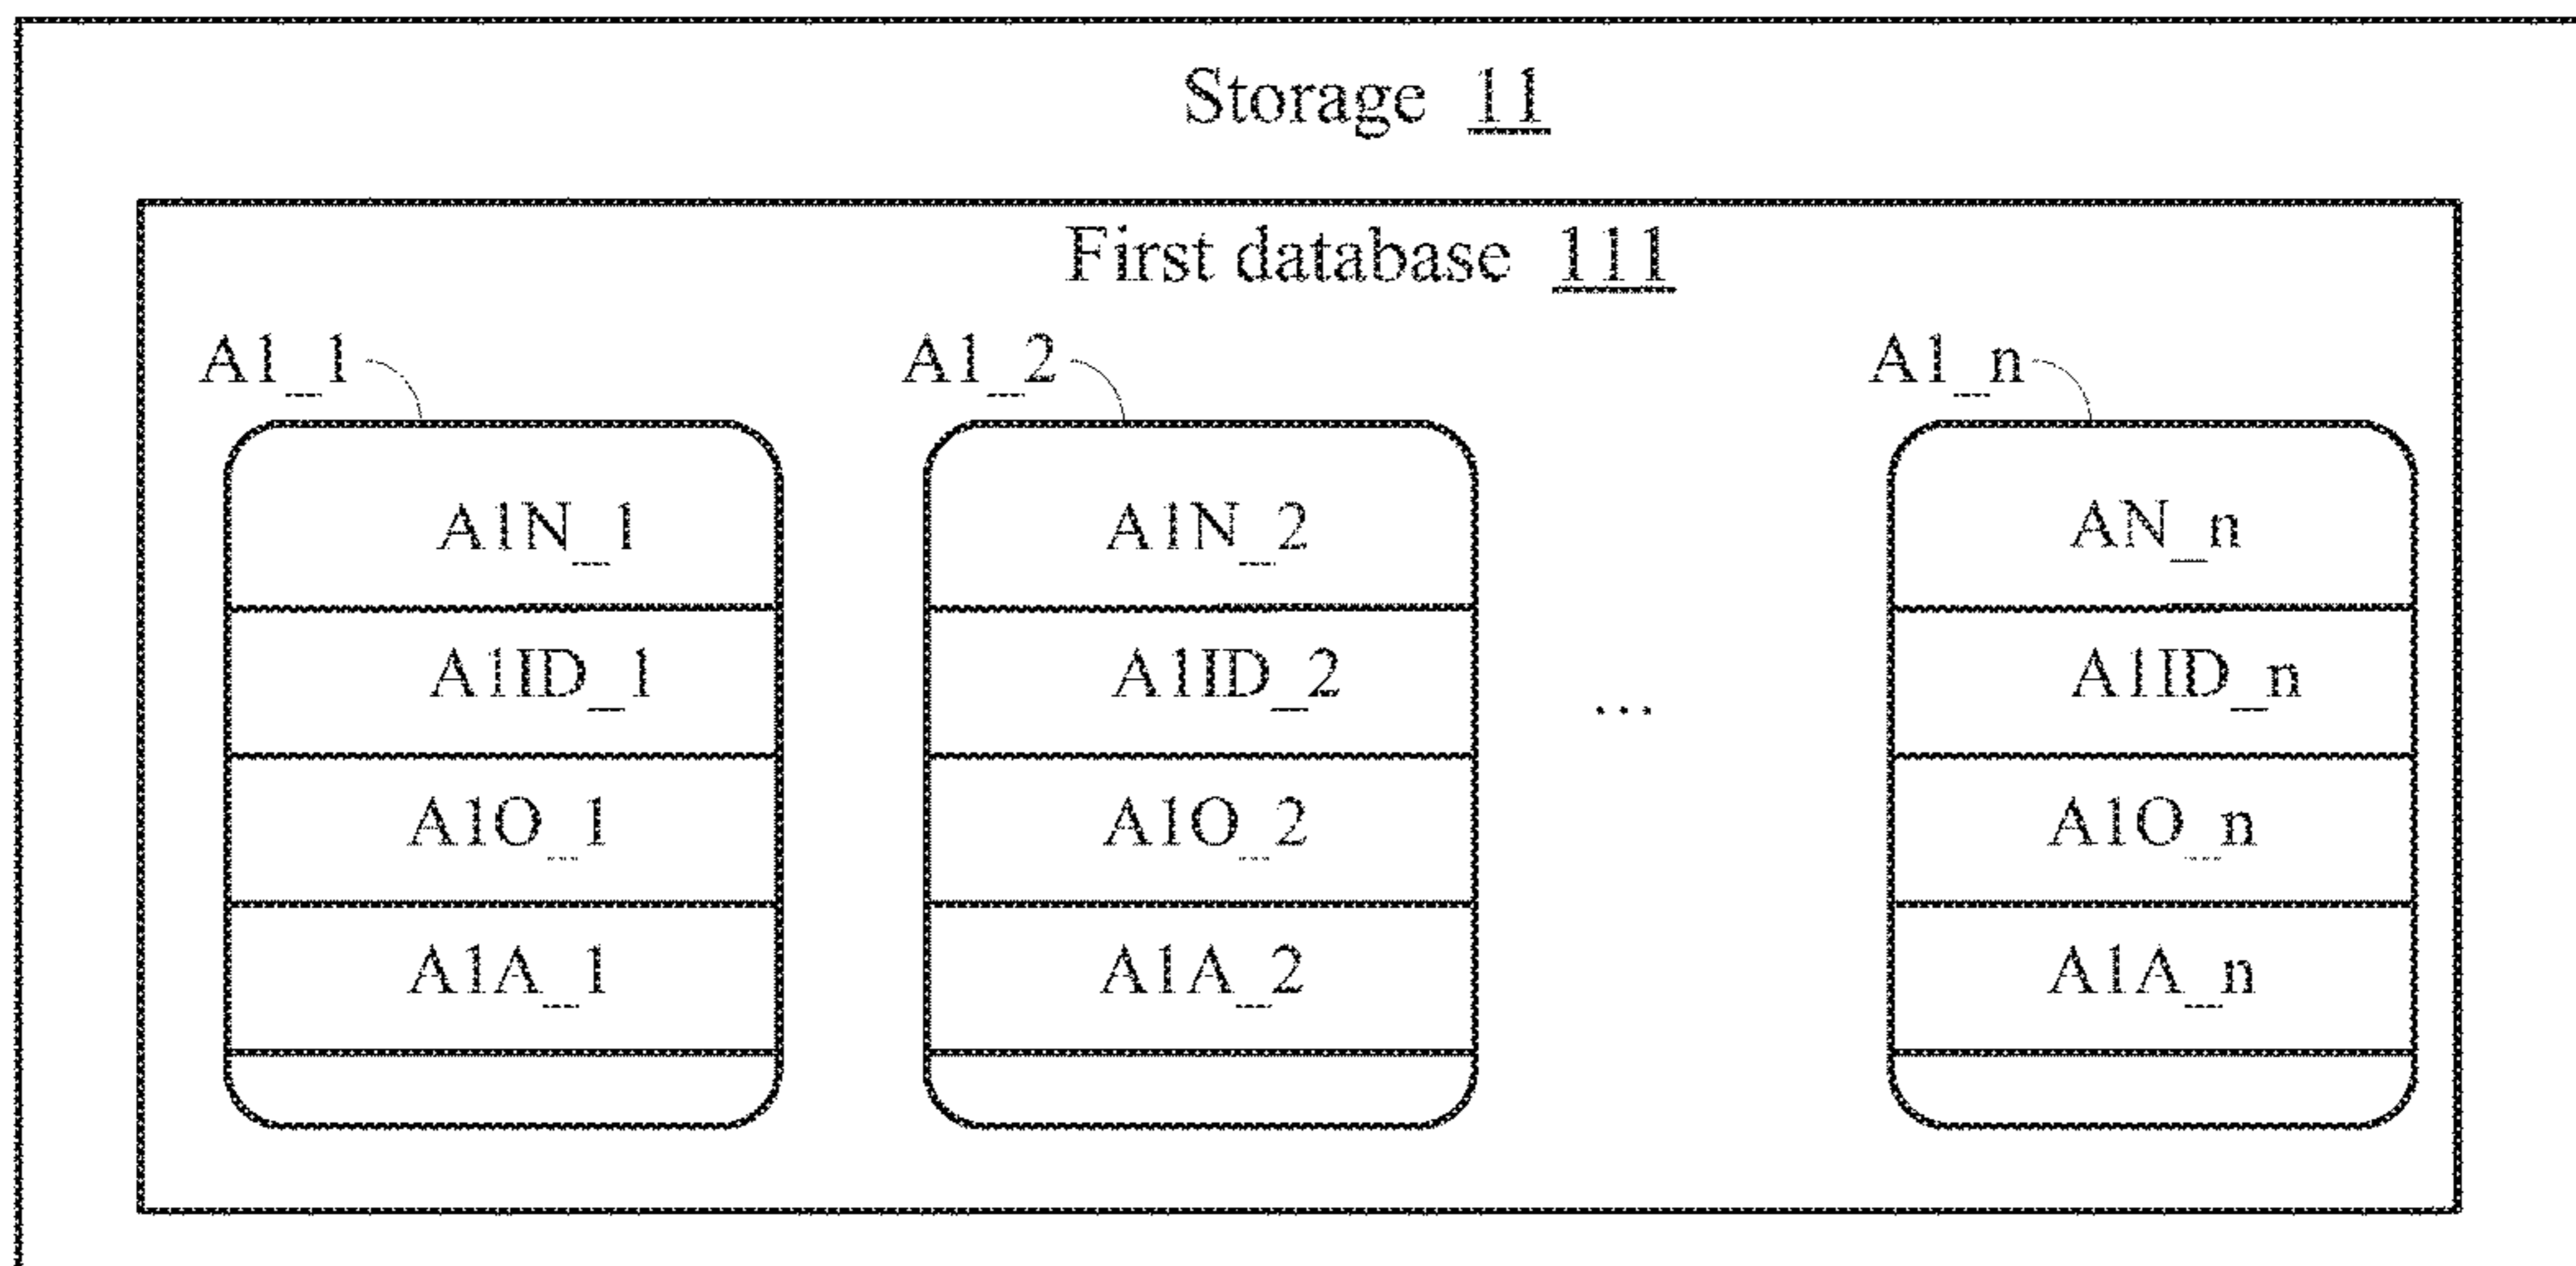 Storage 11
First database 111
A1_1 A1_2 A1_n
A1N_1 A1N_2 AN_n
A1ID_1 A1ID_2 A1ID_n
...
A1O_1 A1O_2 A1O_n
A1A_1 A1A_2 A1A_n